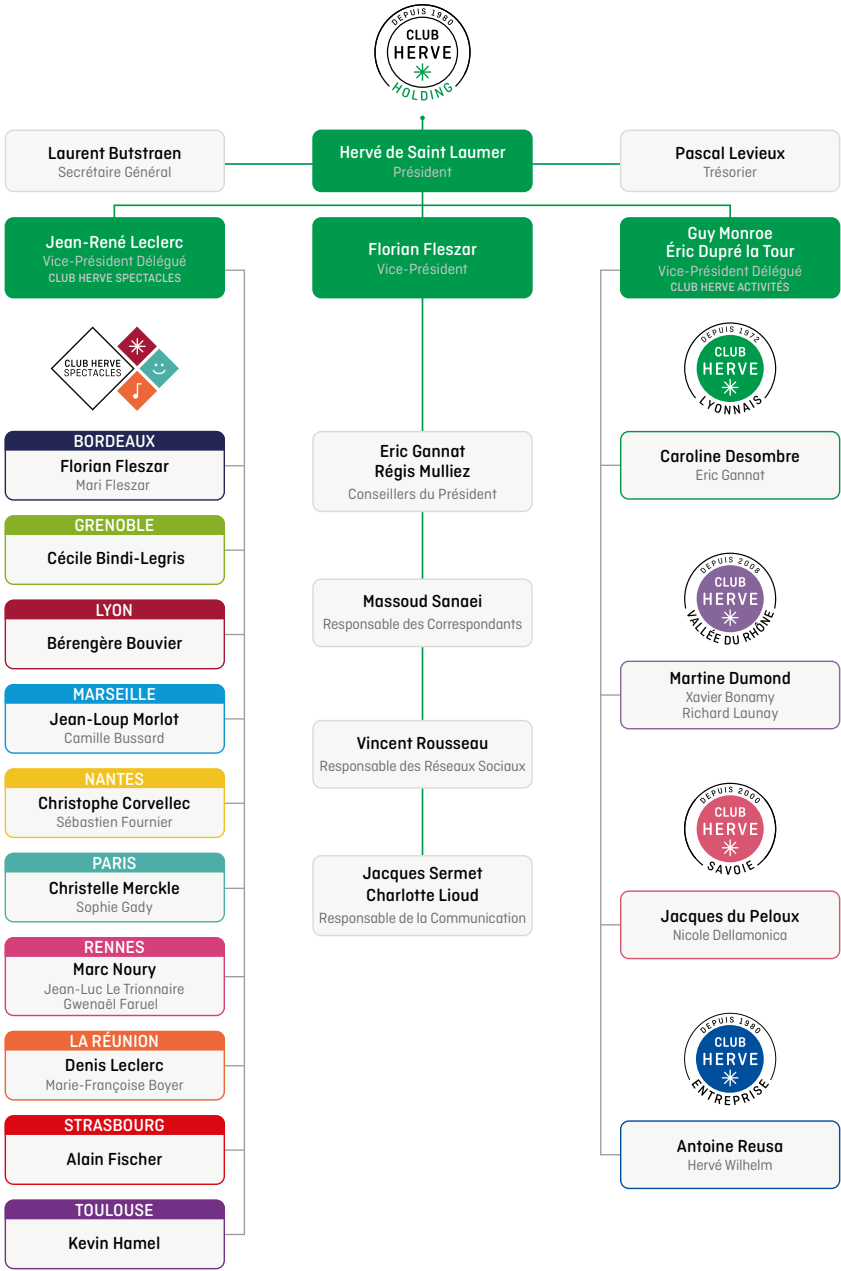 DEPUIS 1980
CLUB
HERVE
HOLDING
Laurent Butstraen
Secrétaire Général
Hervé de Saint Laumer
Président
Pascal Levieux
Trésorier
Jean-René Leclerc
Vice-Président Délégué
CLUB HERVE SPECTACLES
Florian Fleszar
Vice-Président
Guy Monroe
Éric Dupré la Tour
Vice-Président Délégué
CLUB HERVE ACTIVITÉS
CLUB HERVE
SPECTACLES
BORDEAUX
Florian Fleszar
Mari Fleszar
GRENOBLE
Cécile Bindi-Legris
LYON
Bérengère Bouvier
MARSEILLE
Jean-Loup Morlot
Camille Bussard
NANTES
Christophe Corvellec
Sébastien Fournier
PARIS
Christelle Merckle
Sophie Gady
RENNES
Marc Noury
Jean-Luc Le Trionnaire
Gwenaël Faruel
LA RÉUNION
Denis Leclerc
Marie-Françoise Boyer
STRASBOURG
Alain Fischer
TOULOUSE
Kevin Hamel
Eric Gannat
Régis Mulliez
Conseillers du Président
Massoud Sanaei
Responsable des Correspondants
Vincent Rousseau
Responsable des Réseaux Sociaux
Jacques Sermet
Charlotte Lioud
Responsable de la Communication
DEPUIS 1972
CLUB
HERVE
LYONNAIS
Caroline Desombre
Eric Gannat
DEPUIS 2008
CLUB
HERVE
VALLÉE DU RHÔNE
Martine Dumond
Xavier Bonamy
Richard Launay
DEPUIS 2000
CLUB
HERVE
SAVOIE
Jacques du Peloux
Nicole Dellamonica
DEPUIS 1980
CLUB
HERVE
ENTREPRISE
Antoine Reusa
Hervé Wilhelm